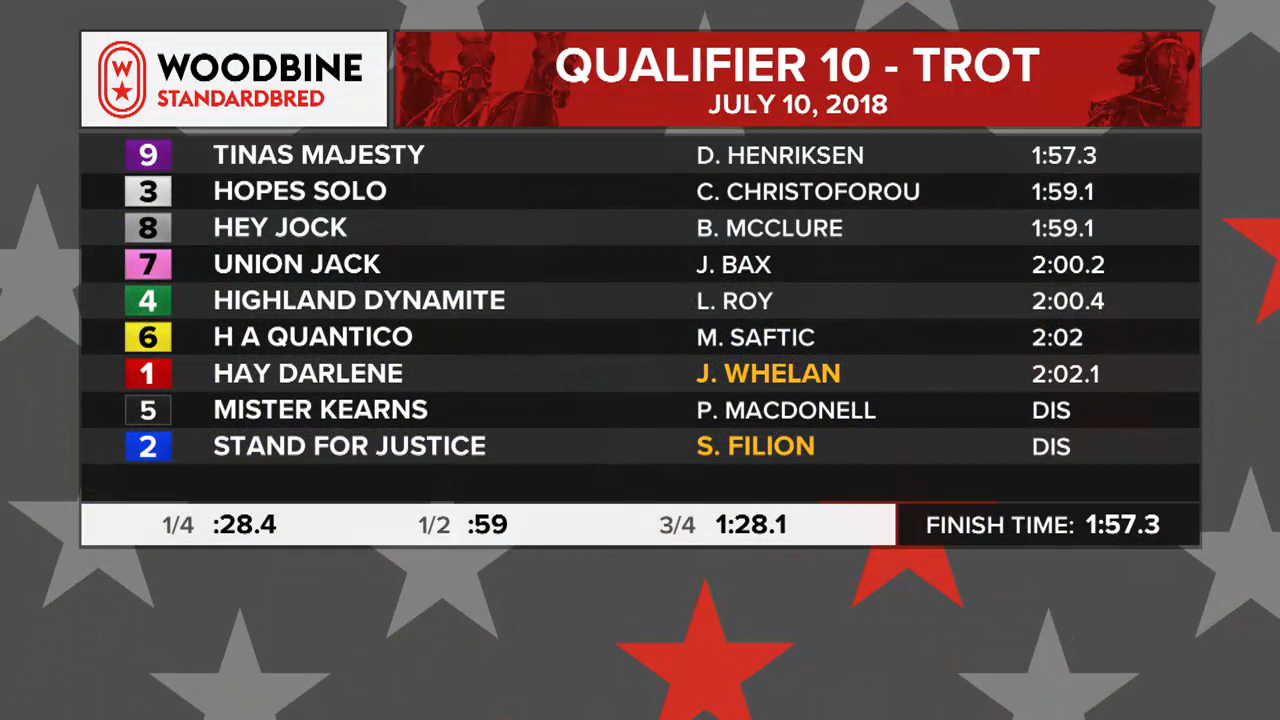 W
WOODBINE
STANDARDBRED
QUALIFIER 10 - TROT
JULY 10, 2018
9 TINAS MAJESTY D. HENRIKSEN 1:57.3
3 HOPES SOLO C. CHRISTOFOROU 1:59.1
8 HEY JOCK B. MCCLURE 1:59.1
7 UNION JACK J. BAX 2:00.2
4 HIGHLAND DYNAMITE L. ROY 2:00.4
6 H A QUANTICO M. SAFTIC 2:02
1 HAY DARLENE J. WHELAN 2:02.1
5 MISTER KEARNS P. MACDONELL DIS
2 STAND FOR JUSTICE S. FILION DIS
1/4 :28.4 1/2 :59 3/4 1:28.1 FINISH TIME: 1:57.3